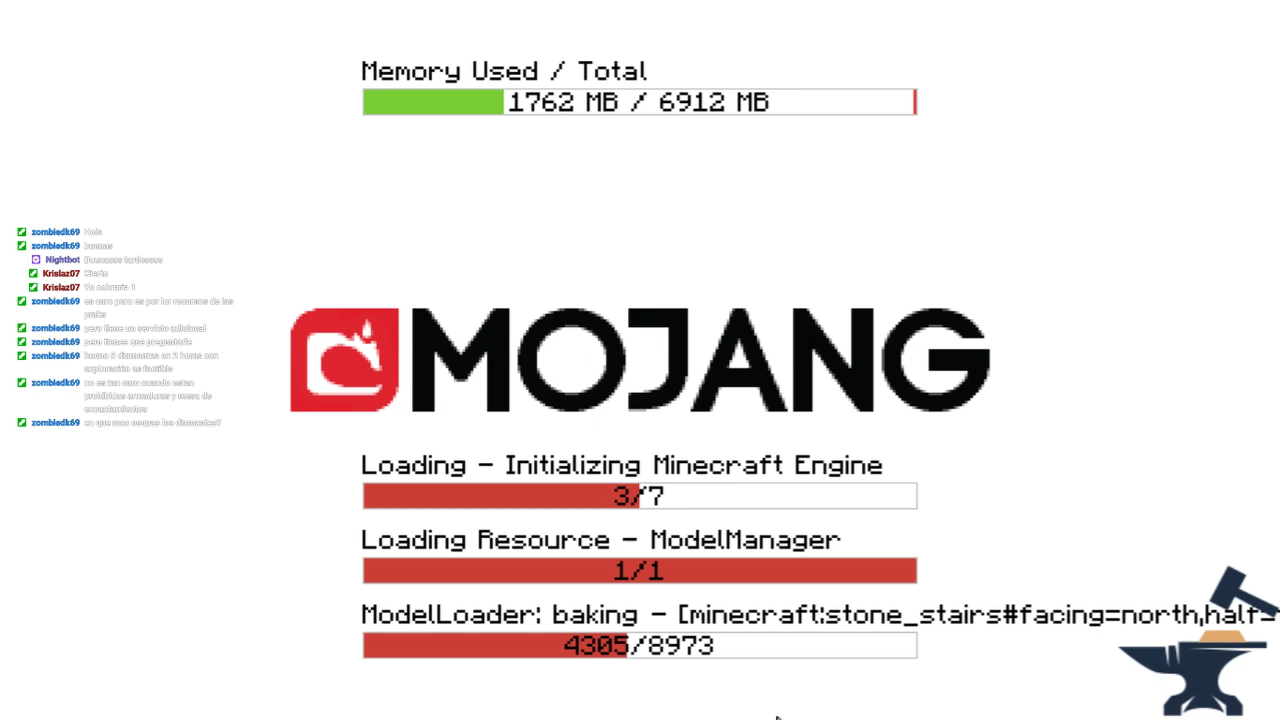 Memory Used / Total
1762 MB / 6912 MB
zombiedk69 Hola
zombiedk69 buenas
Nightbot Buenusos tardessss
Krislaz07 Cierto
Krislaz07 Yo cobraria 1
zombiedk69 es caro pero es por los recursos de los
zombiedk69 pero tiene un servicio adicional
zombiedk69 pero tienes que preguntarle
zombiedk69 bueno 6 diamantes en 2 horas con
exploración es factible
zombiedk69 no es tan caro cuando estan
prohibidas armaduras y mesa de
encantamientos
zombiedk69 en que mas ocupas los diamantes?
MOJANG
Loading - Initializing Minecraft Engine
3/7
Loading Resource - ModelManager
1/1
ModelLoader: baking - [minecraft:stone_stairs#facing=north,half=
4305/8973